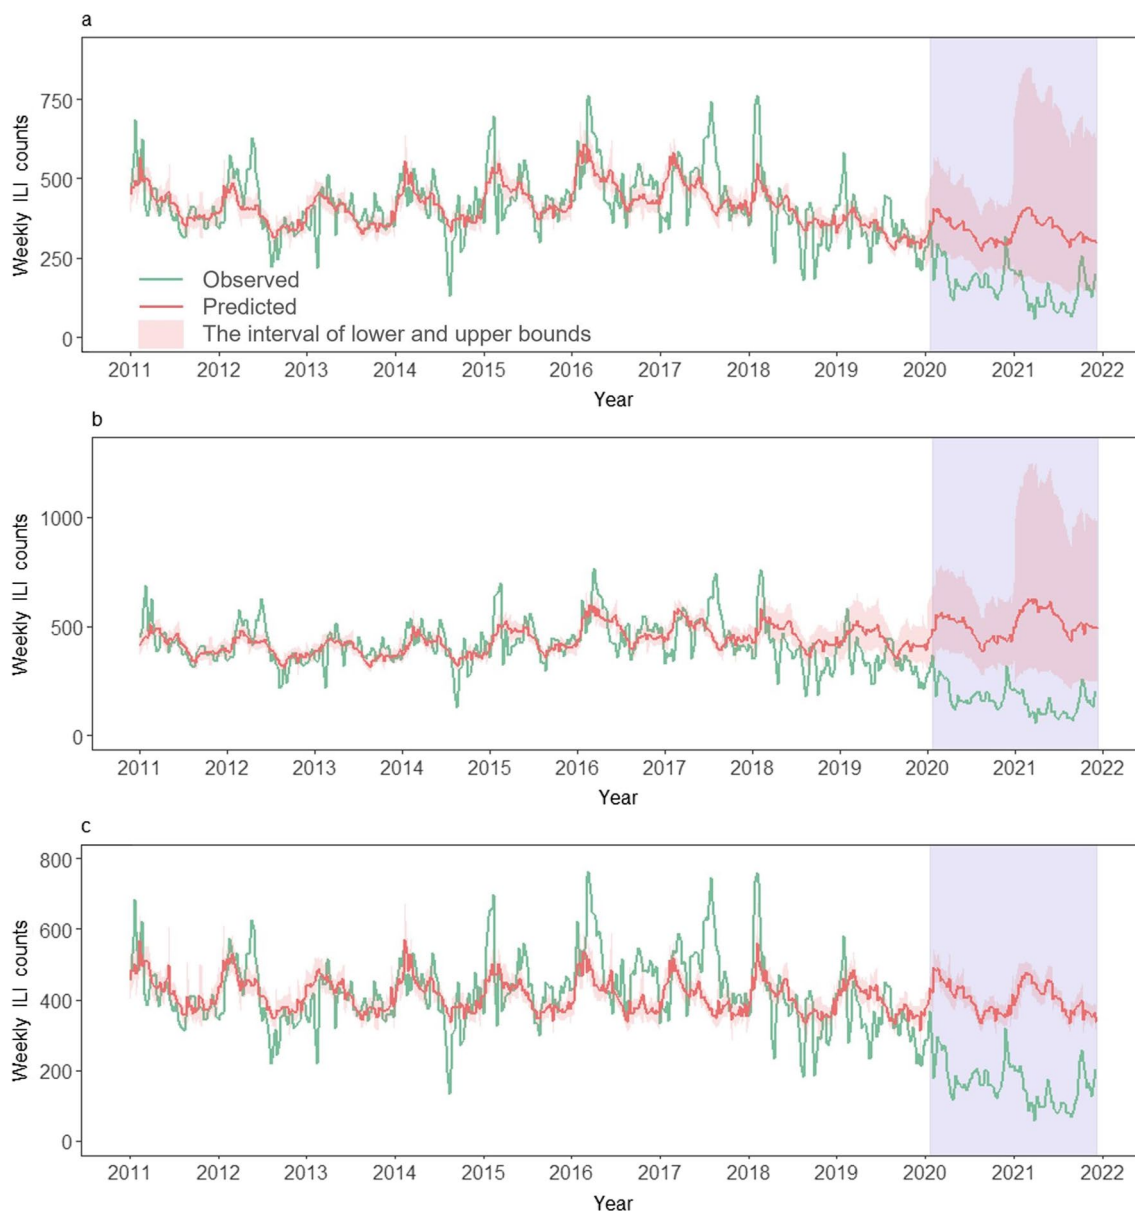 a
Weekly ILI counts
750
500
250
0
Observed
Predicted
The interval of lower and upper bounds
2011 2012 2013 2014 2015 2016 2017 2018 2019 2020 2021 2022
Year
b
Weekly ILI counts
1000
500
0
2011 2012 2013 2014 2015 2016 2017 2018 2019 2020 2021 2022
Year
c
Weekly ILI counts
800
600
400
200
0
2011 2012 2013 2014 2015 2016 2017 2018 2019 2020 2021 2022
Year